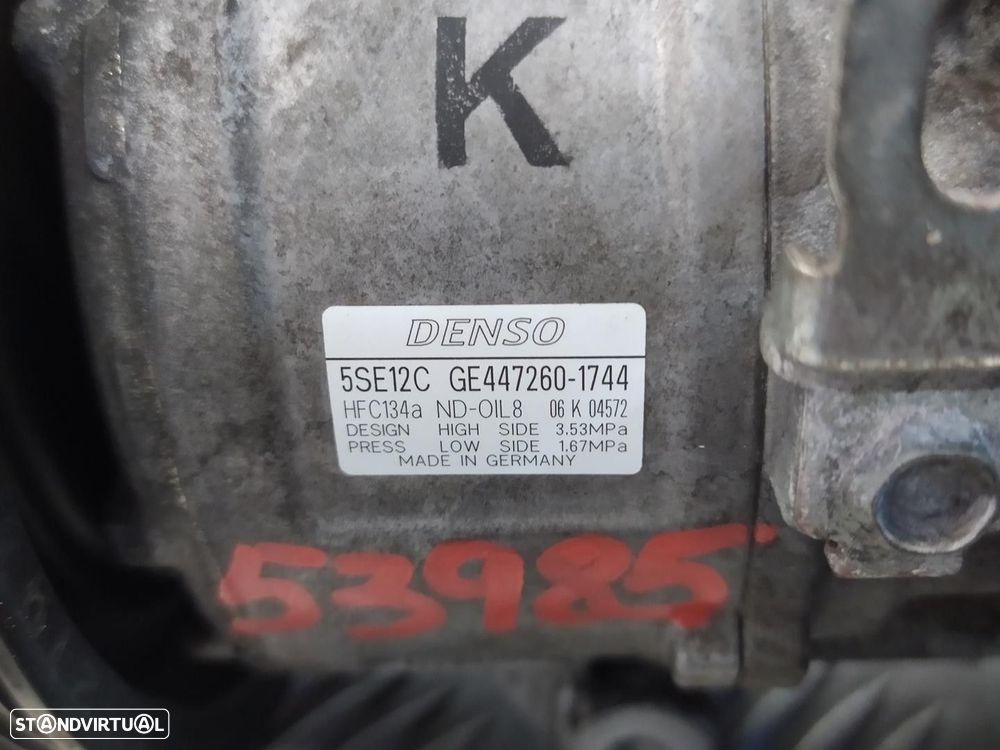 K
DENSO
5SE12C GE447260-1744
HFC134a ND-OIL8 06 K 04572
DESIGN HIGH SIDE 3.53MPa
PRESS LOW SIDE 1.67MPa
MADE IN GERMANY
53985
STANDVIRTUAL